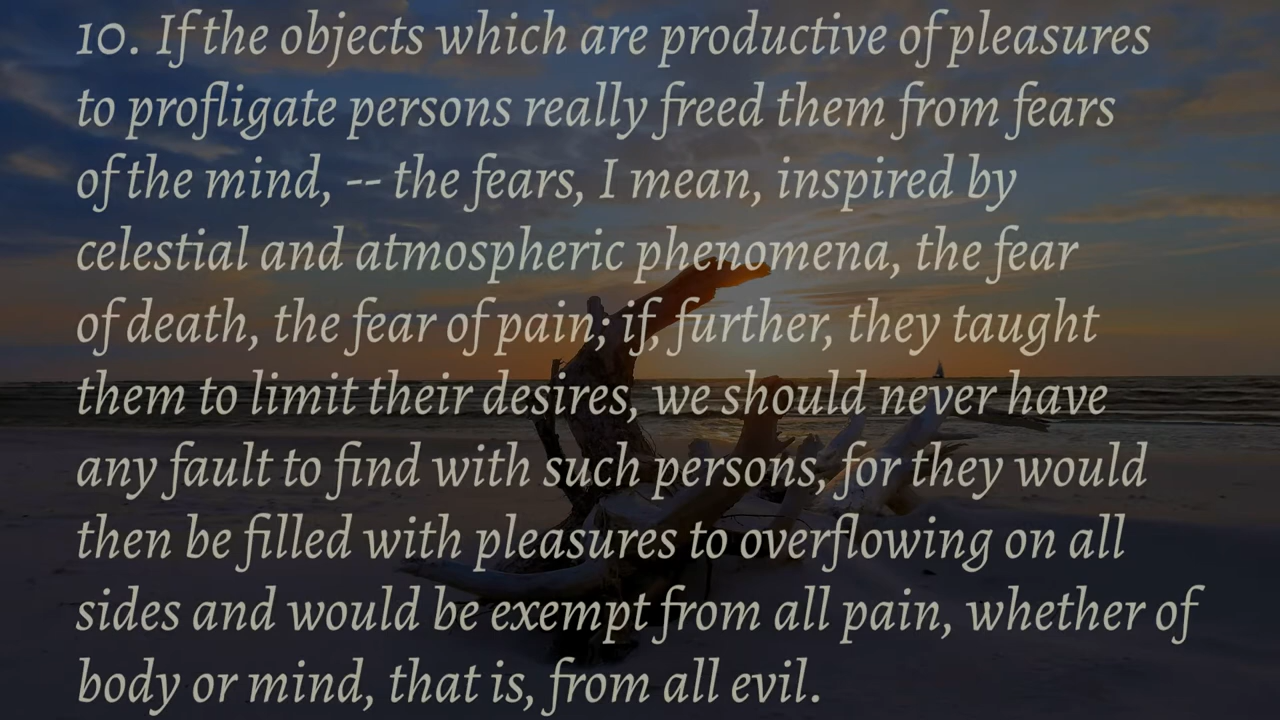 10. If the objects which are productive of pleasures
to profligate persons really freed them from fears
of the mind, -- the fears, I mean, inspired by
celestial and atmospheric phenomena, the fear
of death, the fear of pain; if, further, they taught
them to limit their desires, we should never have
any fault to find with such persons, for they would
then be filled with pleasures to overflowing on all
sides and would be exempt from all pain, whether of
body or mind, that is, from all evil.